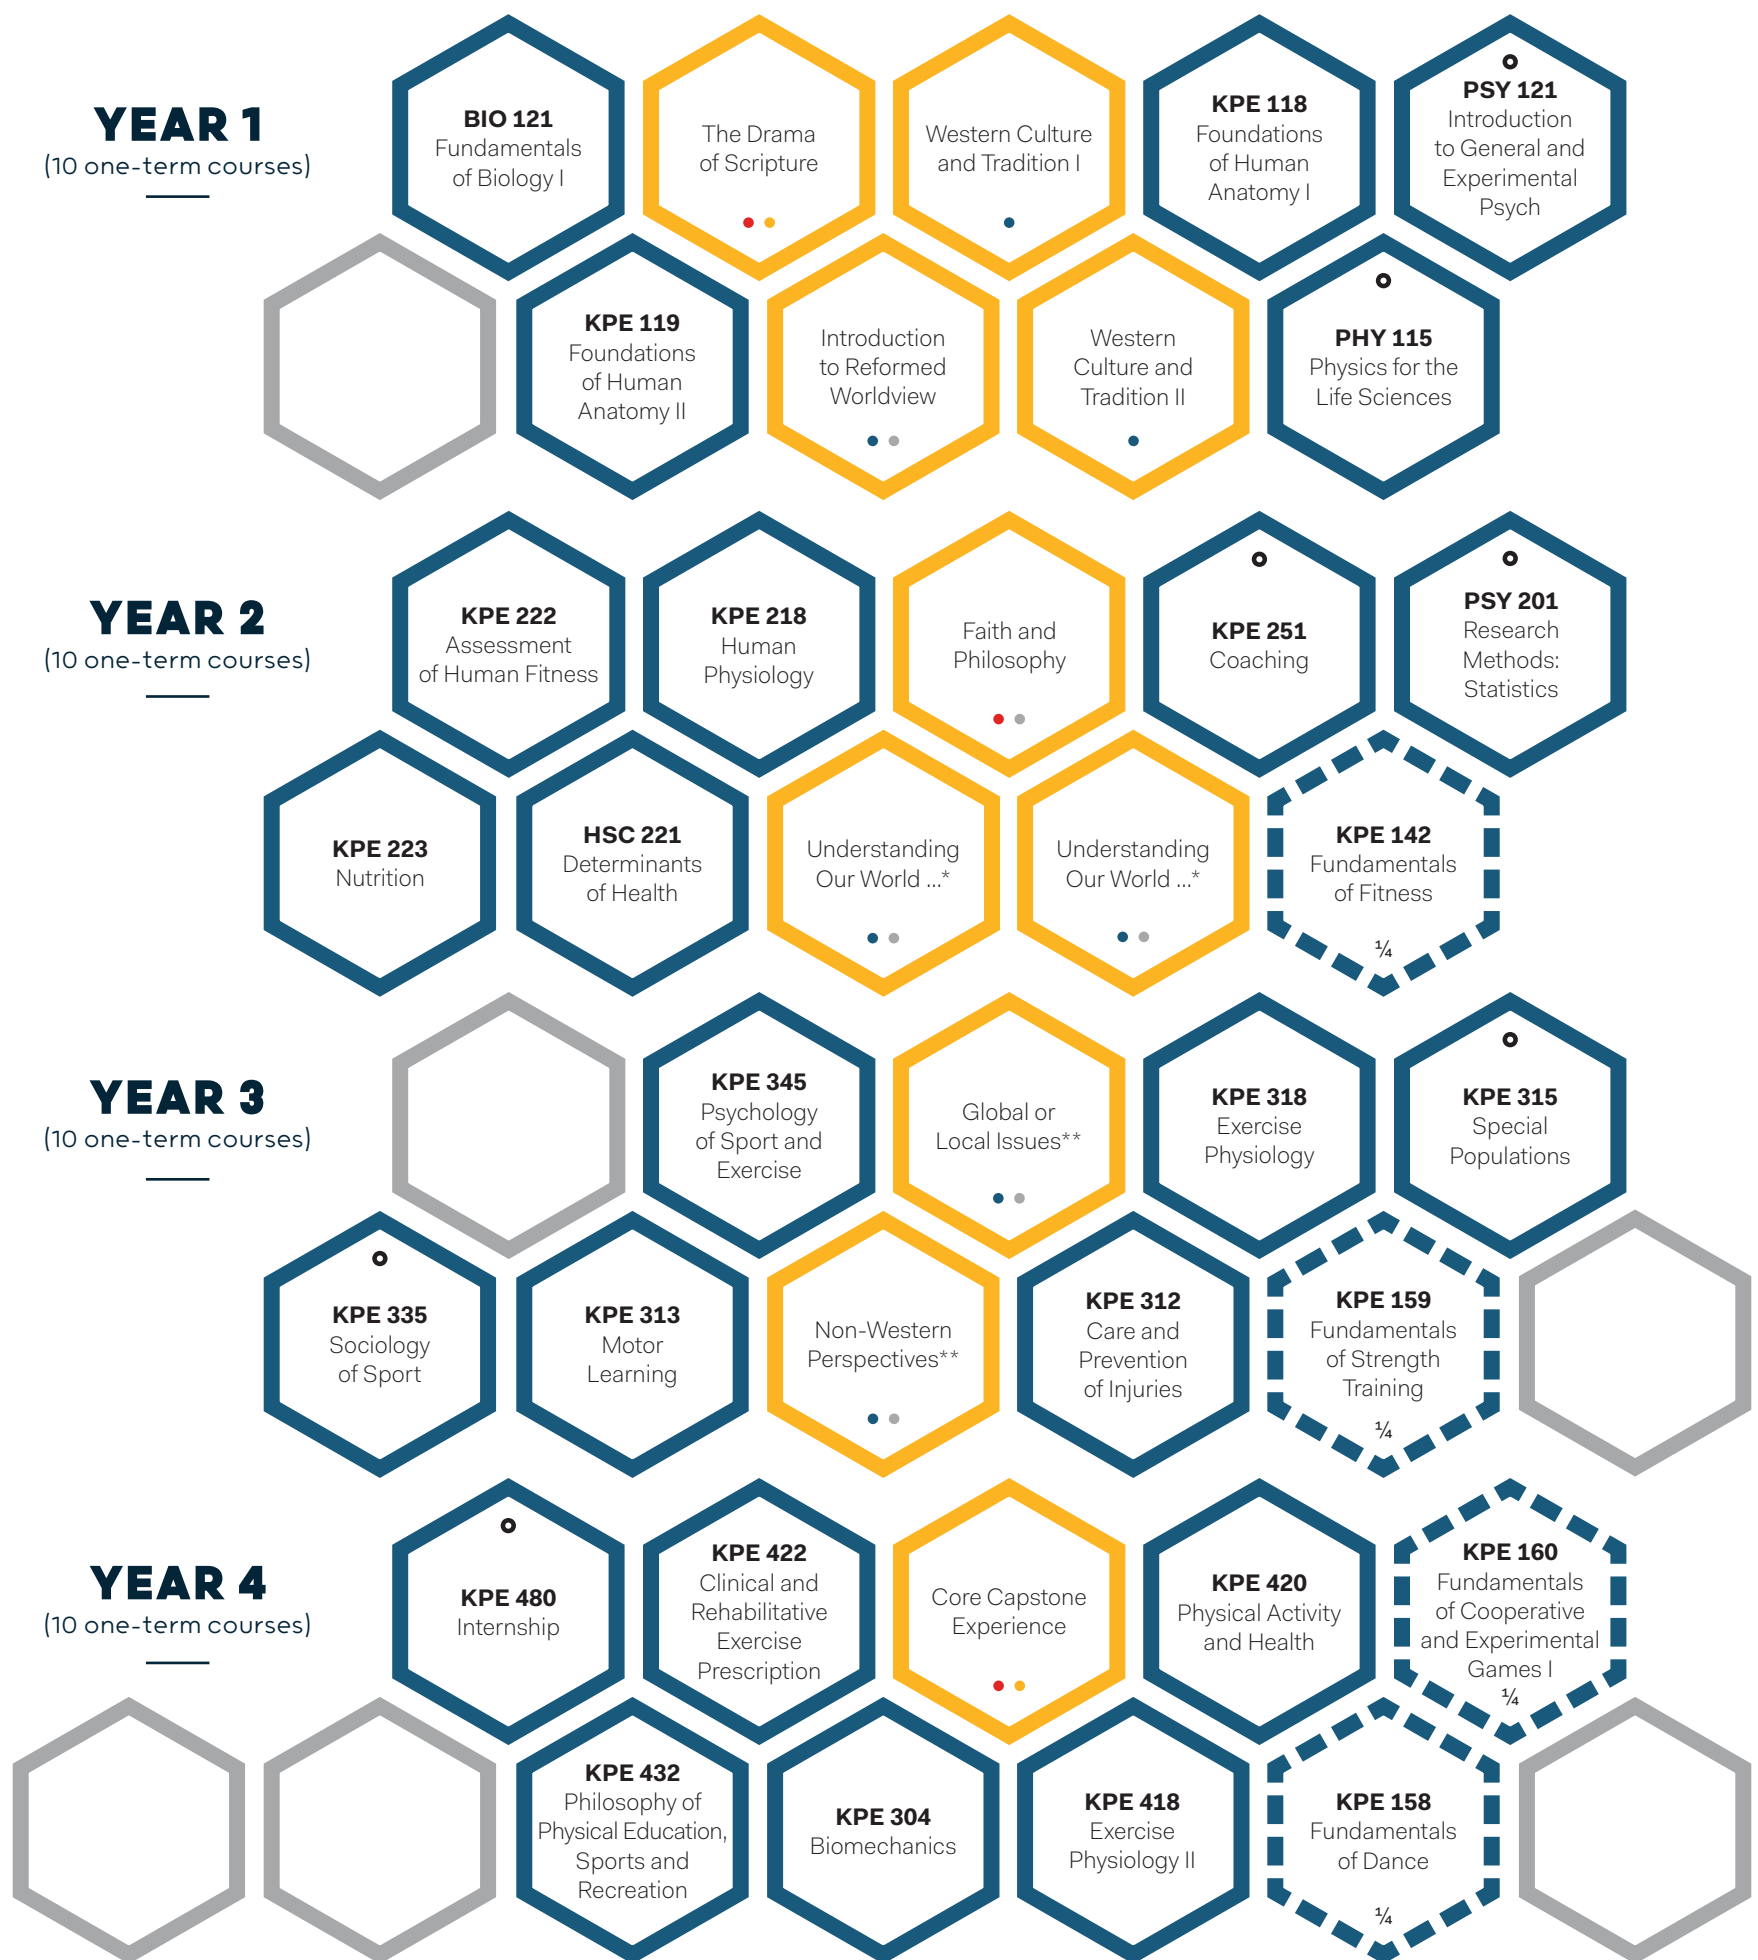 YEAR 1
(10 one-term courses)
BIO 121
Fundamentals
of Biology I
The Drama
of Scripture
Western Culture
and Tradition I
KPE 118
Foundations
of Human
Anatomy I
PSY 121
Introduction
to General and
Experimental
Psych
KPE 119
Foundations
of Human
Anatomy II
Introduction
to Reformed
Worldview
Western
Culture and
Tradition II
PHY 115
Physics for the
Life Sciences
YEAR 2
(10 one-term courses)
KPE 222
Assessment
of Human Fitness
KPE 218
Human
Physiology
Faith and
Philosophy
KPE 251
Coaching
PSY 201
Research
Methods:
Statistics
KPE 223
Nutrition
HSC 221
Determinants
of Health
Understanding
Our World ...*
Understanding
Our World ...*
KPE 142
Fundamentals
of Fitness
¼
YEAR 3
(10 one-term courses)
KPE 345
Psychology
of Sport and
Exercise
Global or
Local Issues**
KPE 318
Exercise
Physiology
KPE 315
Special
Populations
KPE 335
Sociology
of Sport
KPE 313
Motor
Learning
Non-Western
Perspectives**
KPE 312
Care and
Prevention
of Injuries
KPE 159
Fundamentals
of Strength
Training
¼
YEAR 4
(10 one-term courses)
KPE 480
Internship
KPE 422
Clinical and
Rehabilitative
Exercise
Prescription
Core Capstone
Experience
KPE 420
Physical Activity
and Health
KPE 160
Fundamentals
of Cooperative
and Experimental
Games I
¼
KPE 432
Philosophy of
Physical Education,
Sports and
Recreation
KPE 304
Biomechanics
KPE 418
Exercise
Physiology II
KPE 158
Fundamentals
of Dance
¼